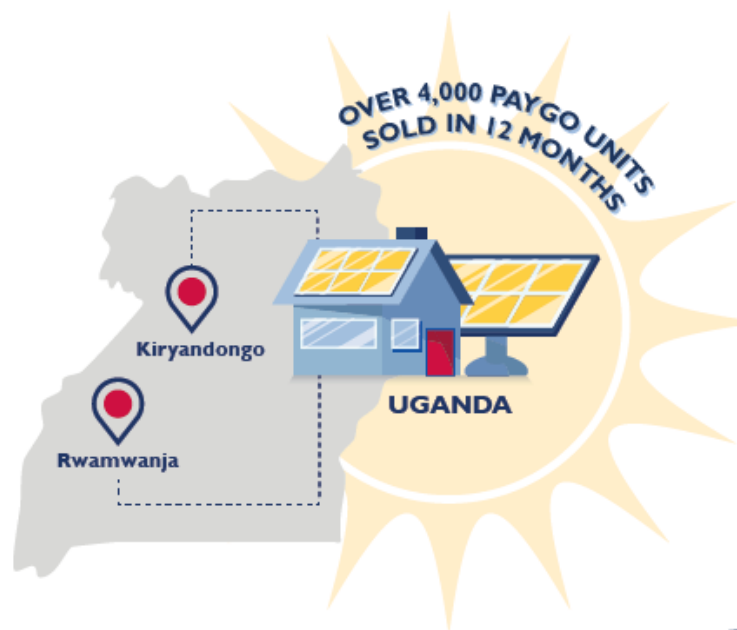 OVER 4,000 PAYGO UNITS
SOLD IN 12 MONTHS
Kiryandongo
UGANDA
Rwamwanja